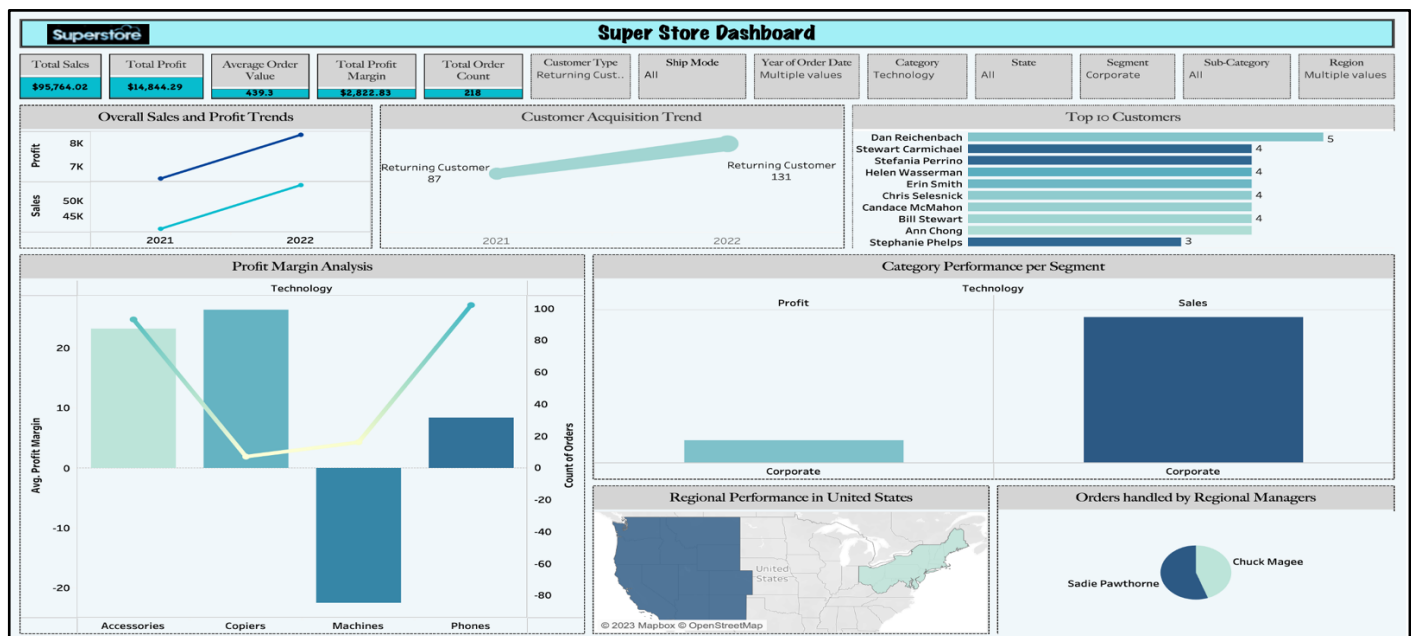 Superstore
Super Store Dashboard
Total Sales
$95,764.02
Total Profit
$14,844.29
Average Order
Value
439.3
Total Profit
Margin
$2,822.83
Total Order
Count
218
Customer Type
Returning Cust..
Ship Mode
All
Year of Order Date
Multiple values
Category
Technology
State
All
Segment
Corporate
Sub-Category
All
Region
Multiple values
Overall Sales and Profit Trends
Profit
8K
7K
Sales
50K
45K
2021
2022
Customer Acquisition Trend
Returning Customer
87
Returning Customer
131
2021
2022
Top 10 Customers
Dan Reichenbach
5
Stewart Carmichael
4
Stefania Perrino
Helen Wasserman
4
Erin Smith
Chris Selesnick
4
Candace McMahon
Bill Stewart
4
Ann Chong
Stephanie Phelps
3
Profit Margin Analysis
Technology
Avg. Profit Margin
20
10
0
-10
-20
Count of Orders
100
80
60
40
20
0
-20
-40
-60
-80
Accessories
Copiers
Machines
Phones
Category Performance per Segment
Technology
Profit
Sales
Corporate
Corporate
Regional Performance in United States
United
States
© 2023 Mapbox © OpenStreetMap
Orders handled by Regional Managers
Chuck Magee
Sadie Pawthorne